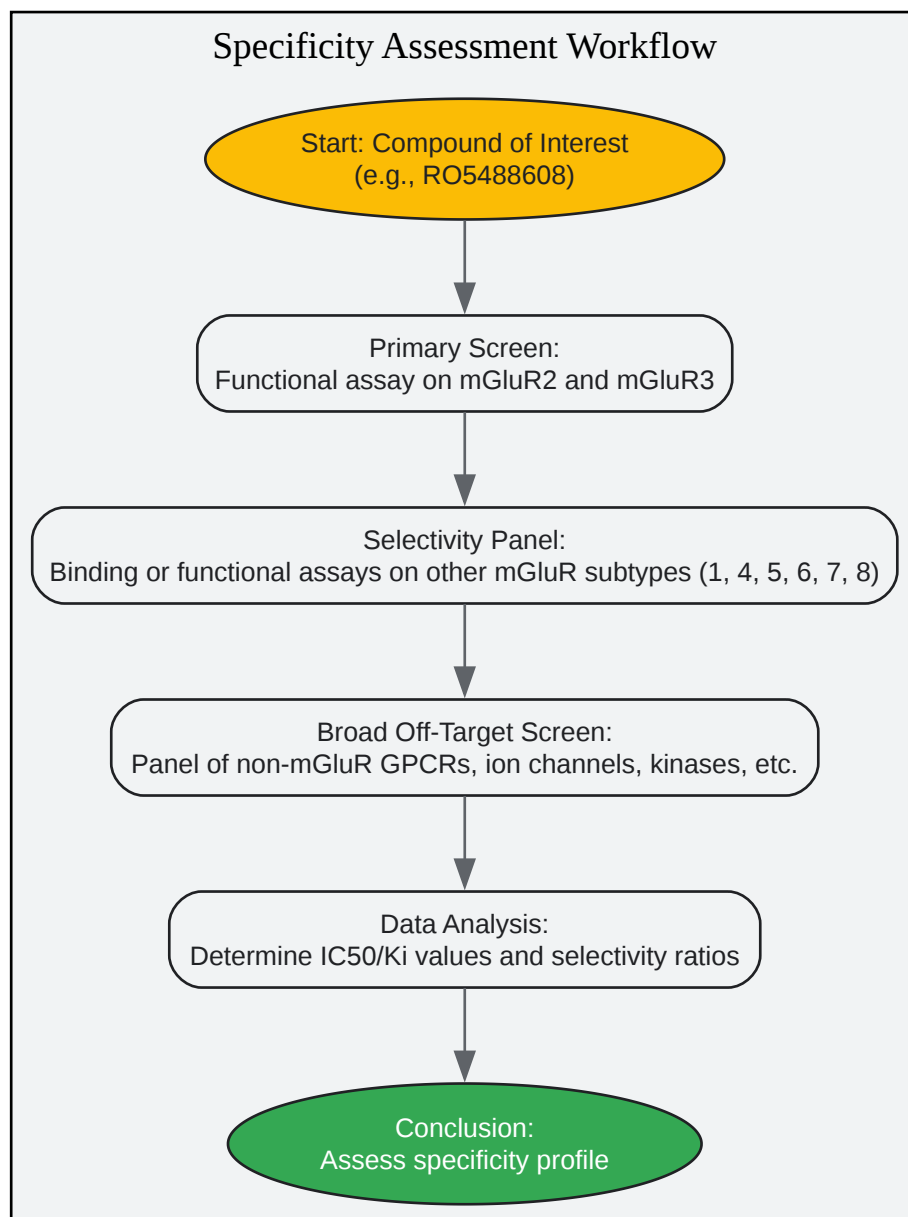 Specificity Assessment Workflow
Start: Compound of Interest
(e.g., RO5488608)
Primary Screen:
Functional assay on mGluR2 and mGluR3
Selectivity Panel:
Binding or functional assays on other mGluR subtypes (1, 4, 5, 6, 7, 8)
Broad Off-Target Screen:
Panel of non-mGluR GPCRs, ion channels, kinases, etc.
Data Analysis:
Determine IC50/Ki values and selectivity ratios
Conclusion:
Assess specificity profile